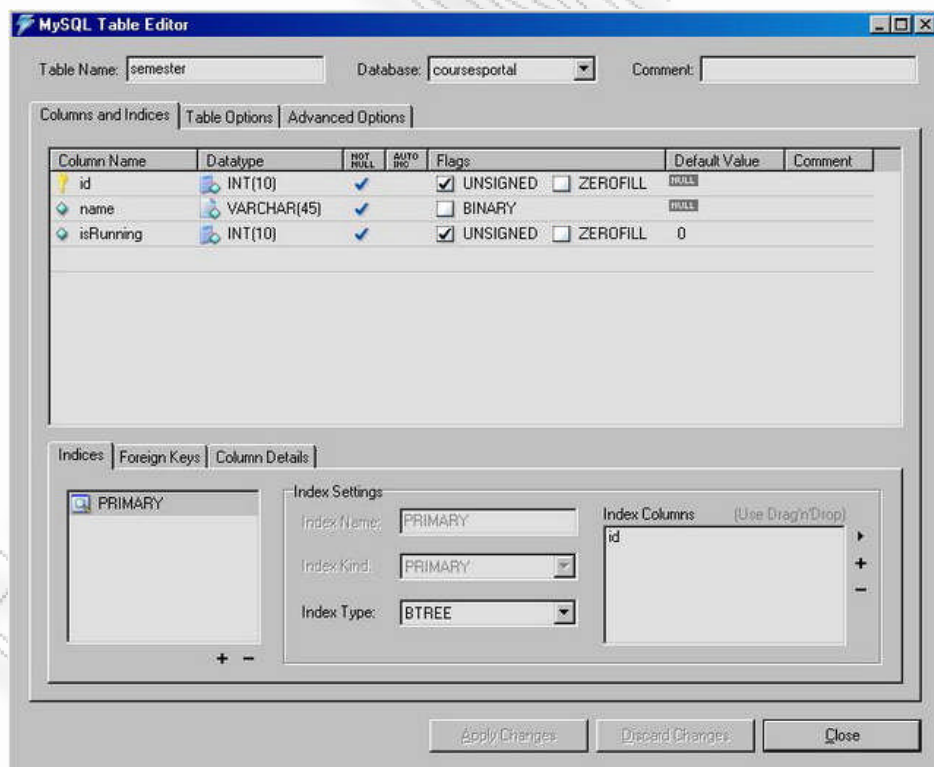 MySQL Table Editor
Table Name: semester Database: coursesportal Comment:
Columns and Indices Table Options Advanced Options
Column Name Datatype NOT NULL AUTO INC Flags Default Value Comment
id INT(10) UNSIGNED ZEROFILL NULL
name VARCHAR(45) BINARY NULL
isRunning INT(10) UNSIGNED ZEROFILL 0
Indices Foreign Keys Column Details
PRIMARY
Index Settings
Index Name: PRIMARY
Index Kind: PRIMARY
Index Type: BTREE
Index Columns (Use Drag'n'Drop)
id
Apply Changes Discard Changes Close